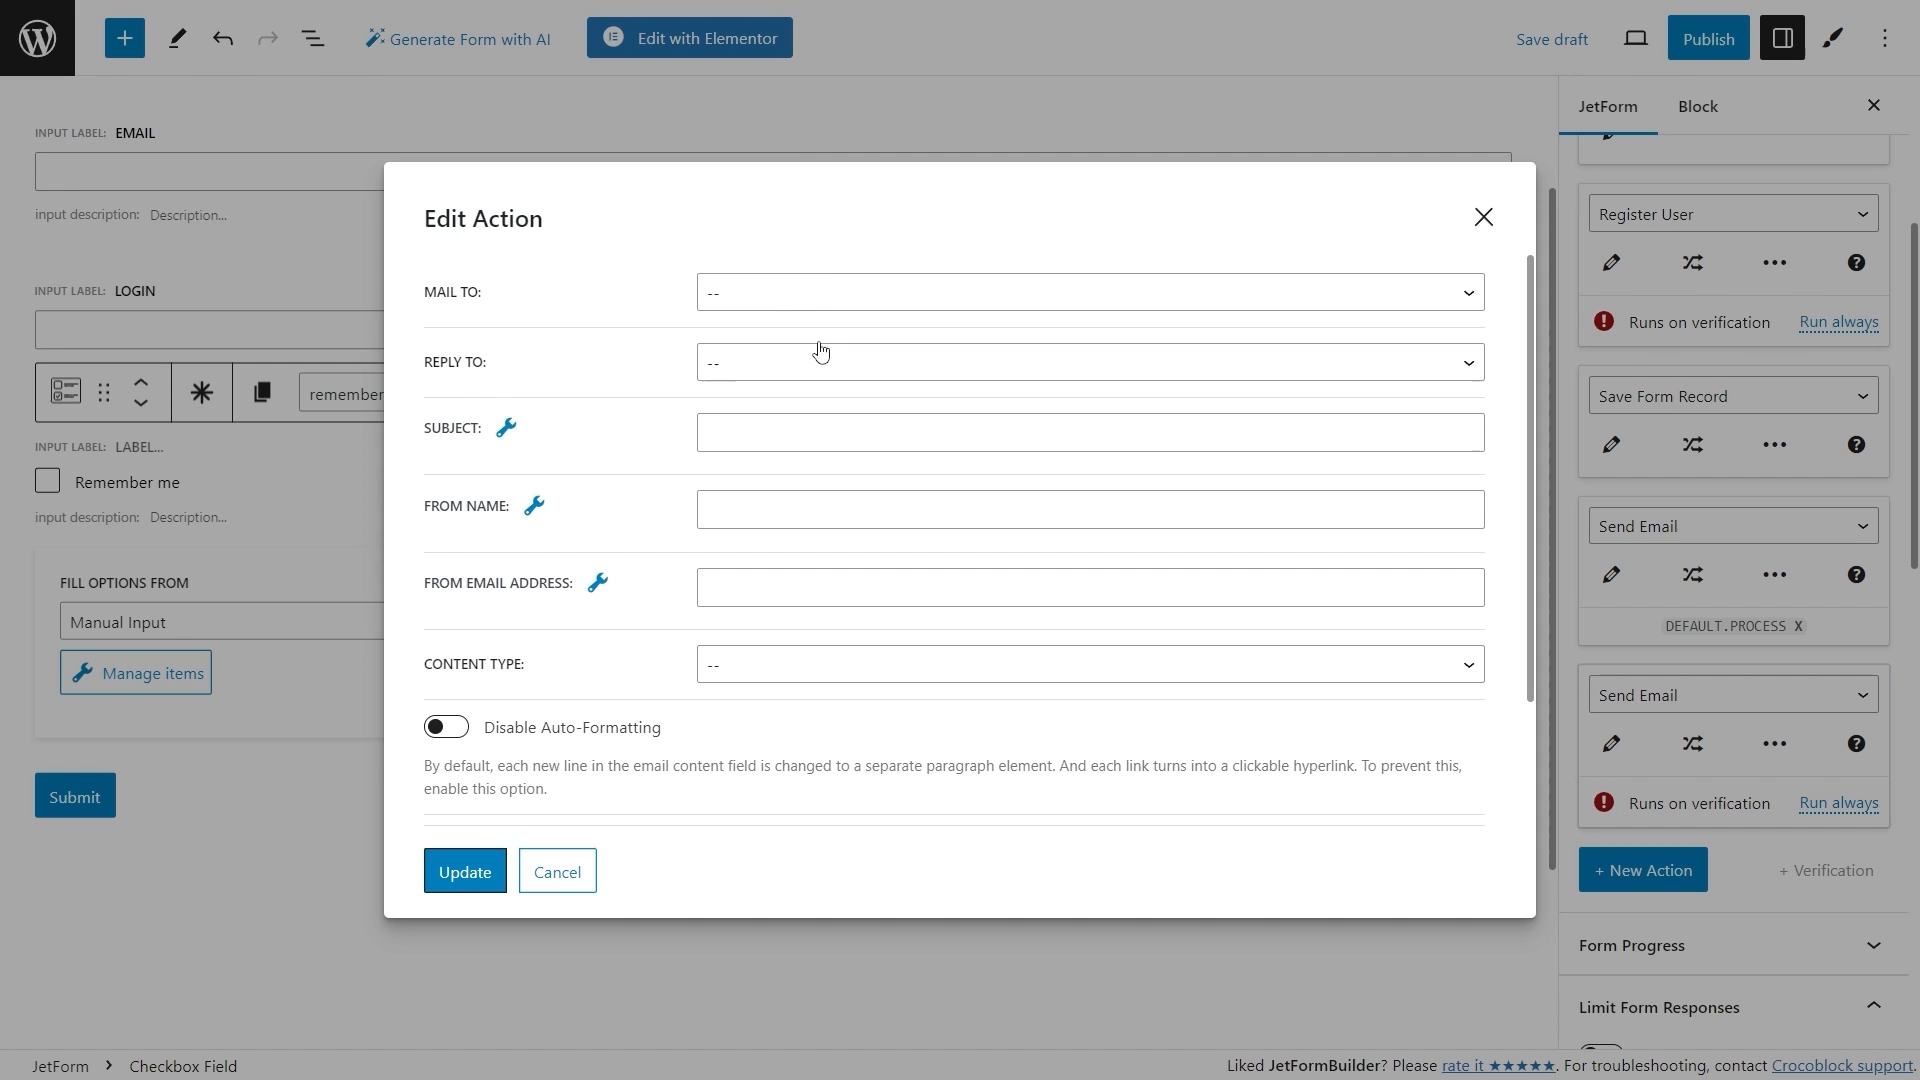 Generate Form with AI
Edit with Elementor
Save draft
Publish
INPUT LABEL: EMAIL
input description: Description...
INPUT LABEL: LOGIN
remember
INPUT LABEL: LABEL...
Remember me
input description: Description...
FILL OPTIONS FROM
Manual Input
Manage items
Submit
Edit Action
MAIL TO:
--
REPLY TO:
--
SUBJECT:
FROM NAME:
FROM EMAIL ADDRESS:
CONTENT TYPE:
--
Disable Auto-Formatting
By default, each new line in the email content field is changed to a separate paragraph element. And each link turns into a clickable hyperlink. To prevent this,
enable this option.
Update
Cancel
JetForm
Block
Register User
Runs on verification
Run always
Save Form Record
Send Email
DEFAULT.PROCESS X
Send Email
Runs on verification
Run always
+ New Action
+ Verification
Form Progress
Limit Form Responses
JetForm
Checkbox Field
Liked JetFormBuilder? Please rate it ★★★★★. For troubleshooting, contact Crocoblock support.